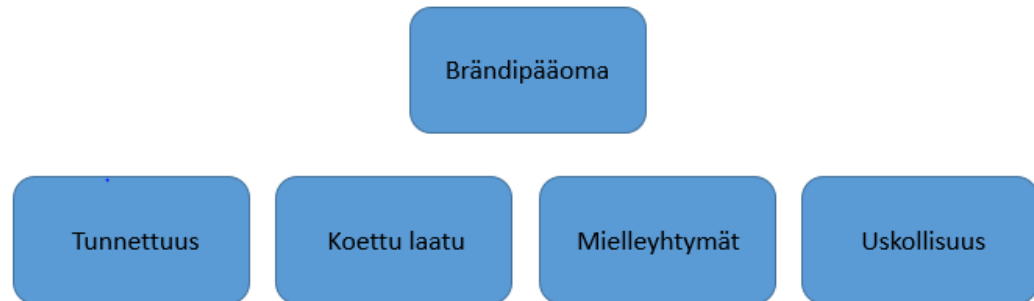 Brändipääoma
Tunnettuus
Koettu laatu
Mielleyhtymät
Uskollisuus